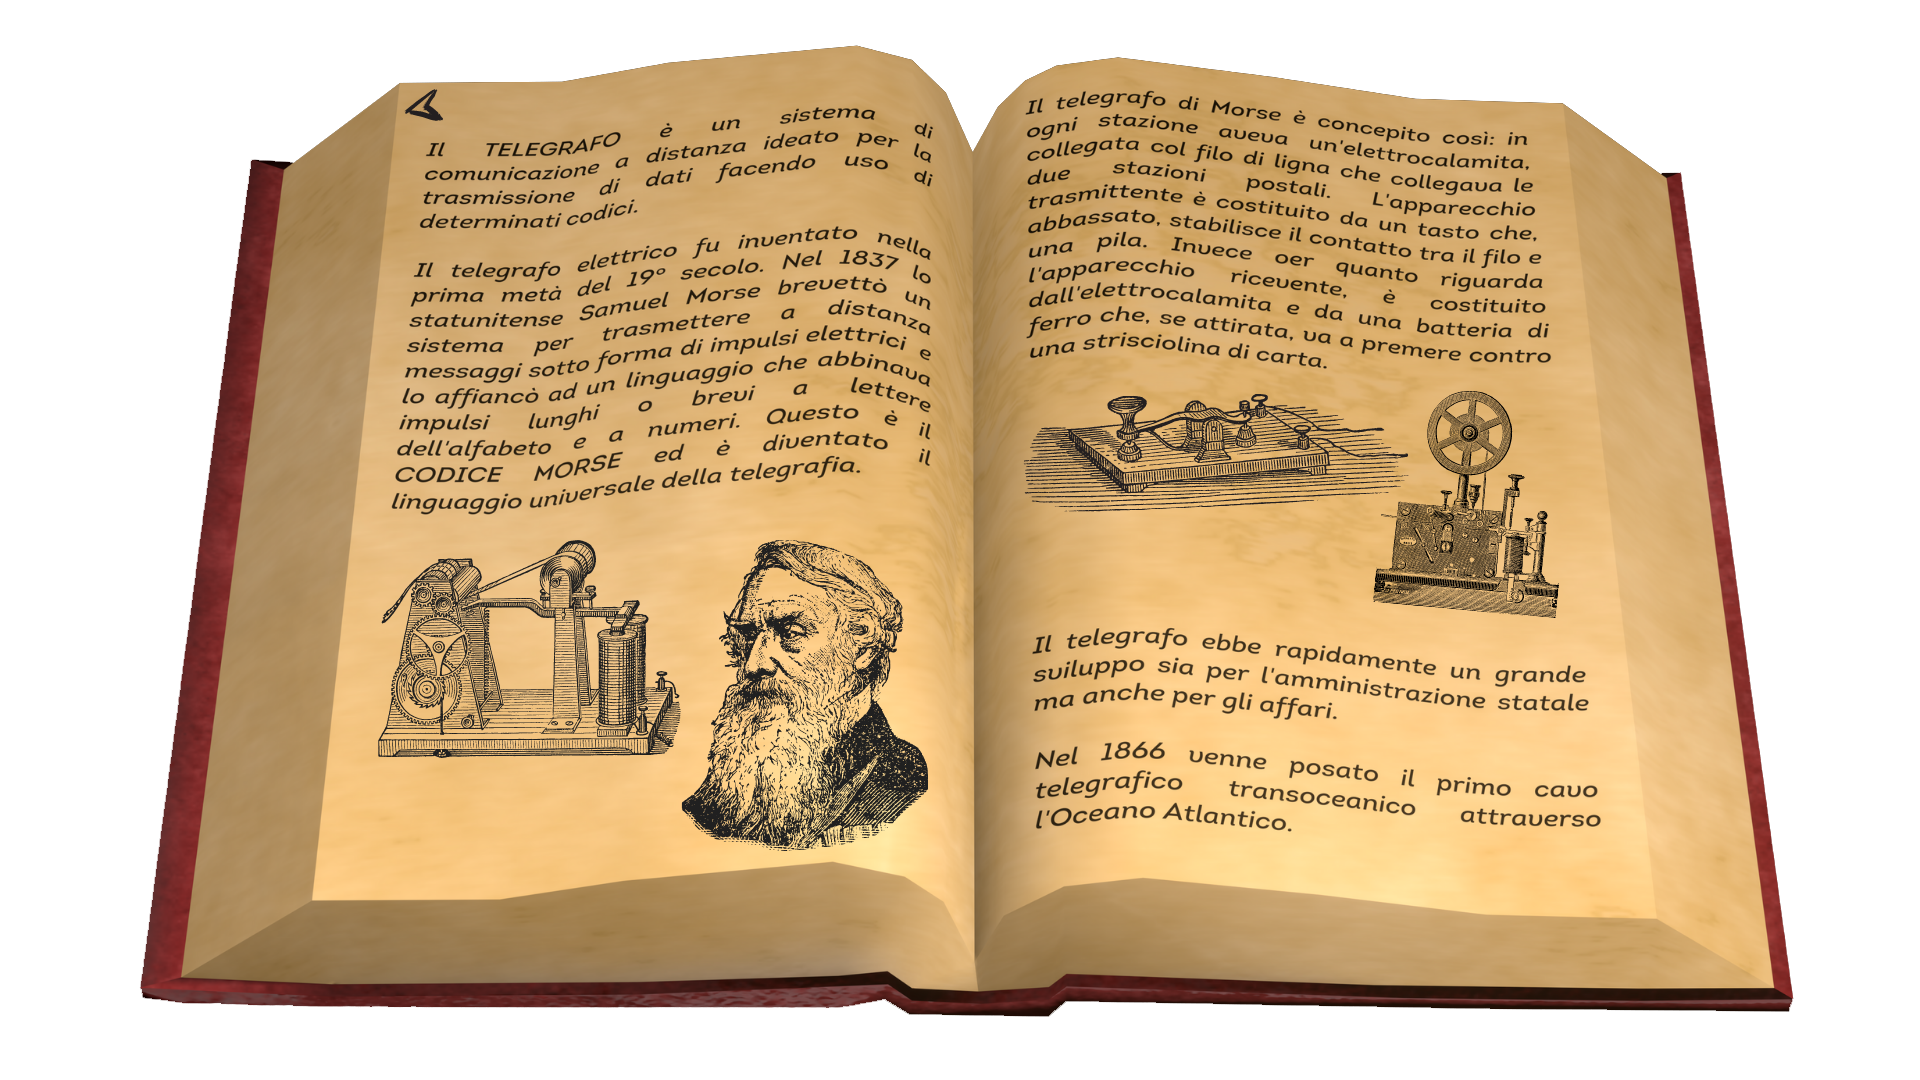 Il TELEGRAFO è un sistema di
comunicazione a distanza ideato per la
trasmissione di dati facendo uso di
determinati codici.
Il telegrafo elettrico fu inventato nella
prima metà del 19° secolo. Nel 1837 lo
statunitense Samuel Morse brevettò un
sistema per trasmettere a distanza
messaggi sotto forma di impulsi elettrici e
lo affiancò ad un linguaggio che abbinava
impulsi lunghi o brevi a lettere
dell'alfabeto e a numeri. Questo è il
CODICE MORSE ed è diventato il
linguaggio universale della telegrafia.
Il telegrafo di Morse è concepito così: in
ogni stazione aveva un'elettrocalamita,
collegata col filo di ligna che collegava le
due stazioni postali. L'apparecchio
trasmittente è costituito da un tasto che,
abbassato, stabilisce il contatto tra il filo e
una pila. Invece oer quanto riguarda
l'apparecchio ricevente, è costituito
dall'elettrocalamita e da una batteria di
ferro che, se attirata, va a premere contro
una strisciolina di carta.
Il telegrafo ebbe rapidamente un grande
sviluppo sia per l'amministrazione statale
ma anche per gli affari.
Nel 1866 venne posato il primo cavo
telegrafico transoceanico attraverso
l'Oceano Atlantico.